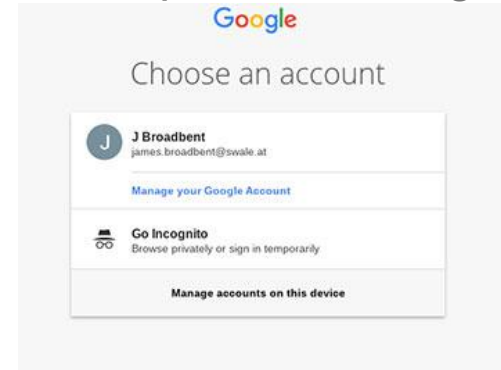 Google
Choose an account
J
J Broadbent
james.broadbent@swale.at
Manage your Google Account
Go Incognito
Browse privately or sign in temporarily
Manage accounts on this device